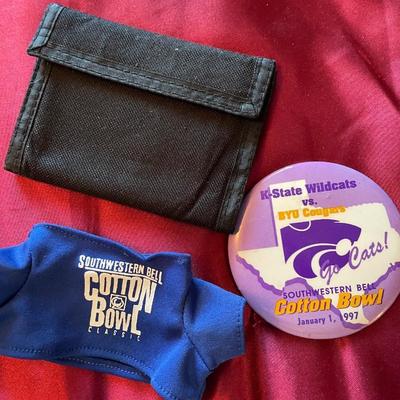 K-State Wildcats
vs.
BYU Cougars
Go Cats!
SOUTHWESTERN BELL
Cotton Bowl
January 1, 1997
SOUTHWESTERN BELL
COTTON
BOWL
CLASSIC